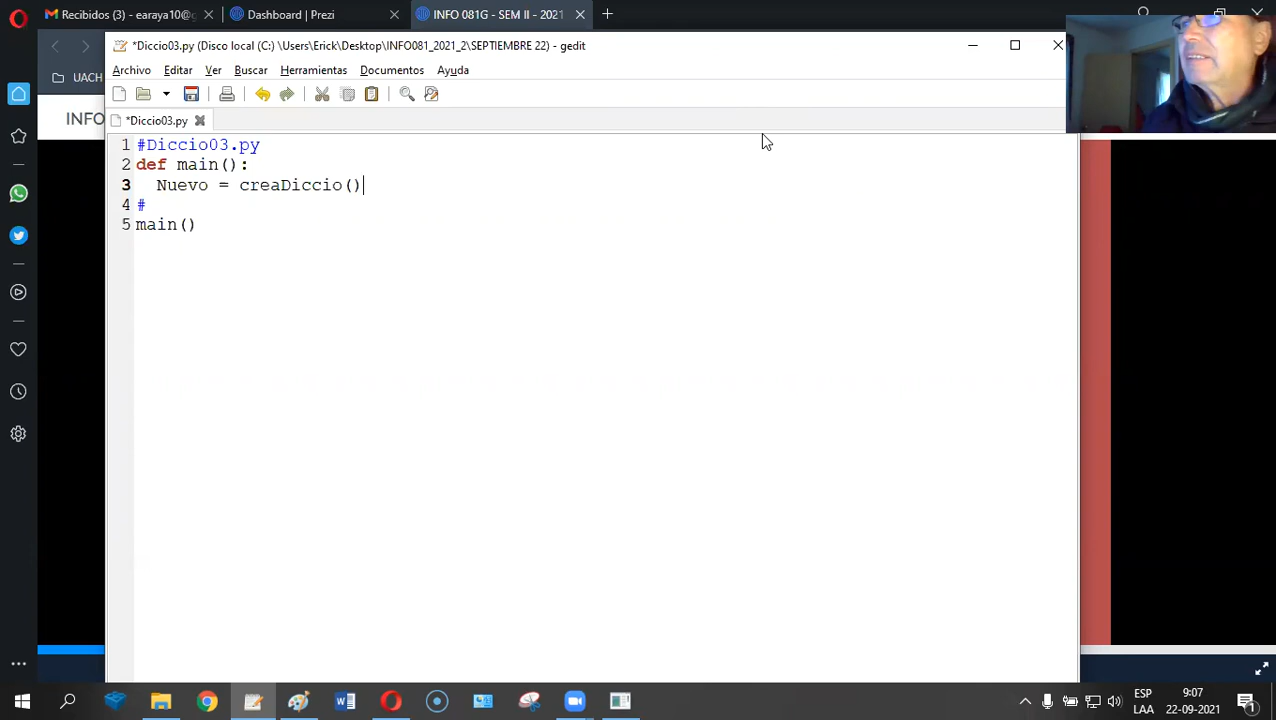 Recibidos (3) - earaya10@g
Dashboard | Prezi
INFO 081G - SEM II - 2021
*Diccio03.py (Disco local (C:) \Users\Erick\Desktop\INFO081_2\SEPTIEMBRE 22) - gedit
UACH
Archivo Editar Ver Buscar Herramientas Documentos Ayuda
INFO
*Diccio03.py
1 #Diccio03.py
2 def main():
3 Nuevo = creaDiccio()
4 #
5 main()
ESP 9:07
LAA 22-09-2021
1